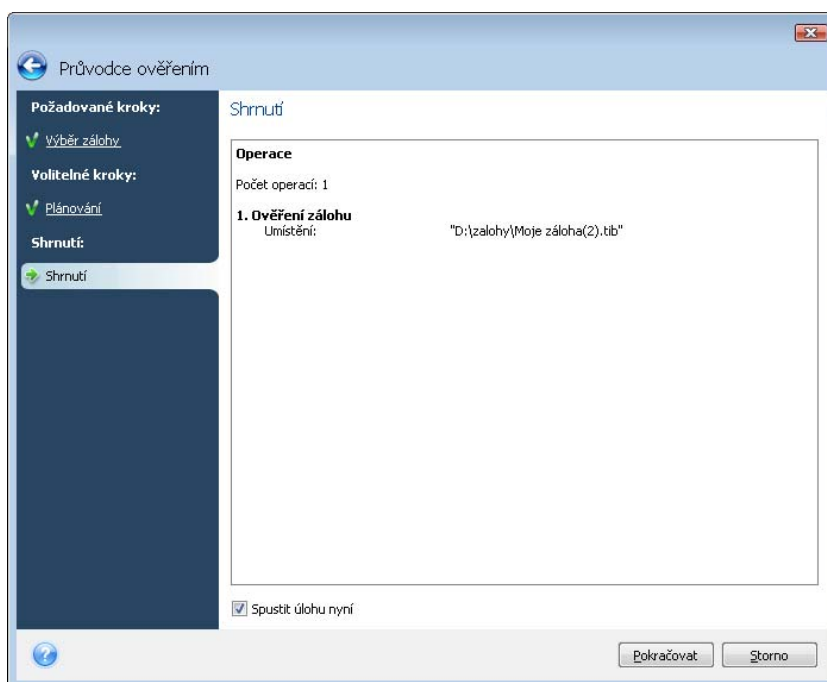 Průvodce ověřením
Požadované kroky:
Výběr zálohy
Volitelné kroky:
Plánování
Shrnutí:
Shrnutí
Shrnutí
Operace
Počet operací: 1
1. Ověření zálohu
Umístění: "D:\zalohy\Moje záloha(2).tib"
Spustit úlohu nyní
Pokračovat
Storno